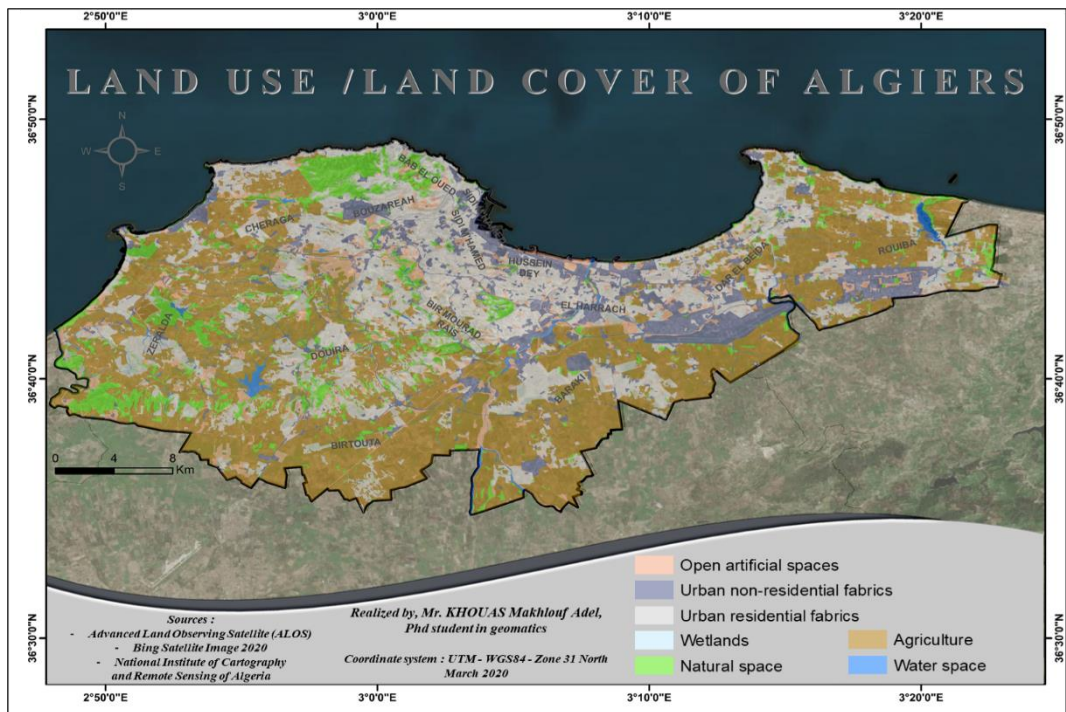 2°50'0"E 3°0'0"E 3°10'0"E 3°20'0"E
LAND USE /LAND COVER OF ALGIERS
36°50'0"N 36°50'0"N
N
W E
S
BAB EL OUED
SIDI
SIDI M'HAMED
BOUZAREAH
CHERAGA
HUSSEIN
DEY
DAR EL BEIDA
ROUIBA
EL HARRACH
BIR MOURAD
RAIS
ZERALDA
DOUIRA
36°40'0"N 36°40'0"N
BARAKI
BIRTOUTA
0 4 8
Km
Open artificial spaces
Urban non-residential fabrics
Urban residential fabrics
Wetlands
Natural space
Agriculture
Water space
Sources :
- Advanced Land Observing Satellite (ALOS)
- Bing Satellite Image 2020
- National Institute of Cartography
and Remote Sensing of Algeria
Realized by, Mr. KHOUAS Makhlouf Adel,
Phd student in geomatics
Coordinate system : UTM - WGS84 - Zone 31 North
March 2020
36°30'0"N 36°30'0"N
2°50'0"E 3°0'0"E 3°10'0"E 3°20'0"E